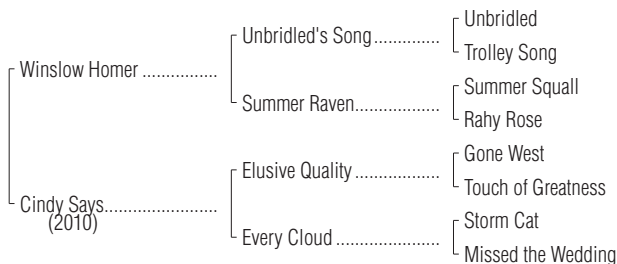 Unbridled
Unbridled's Song..............
Trolley Song
Winslow Homer ................
Summer Squall
Summer Raven..................
Rahy Rose
Gone West
Elusive Quality .................
Touch of Greatness
Cindy Says........................
(2010)
Storm Cat
Every Cloud ......................
Missed the Wedding